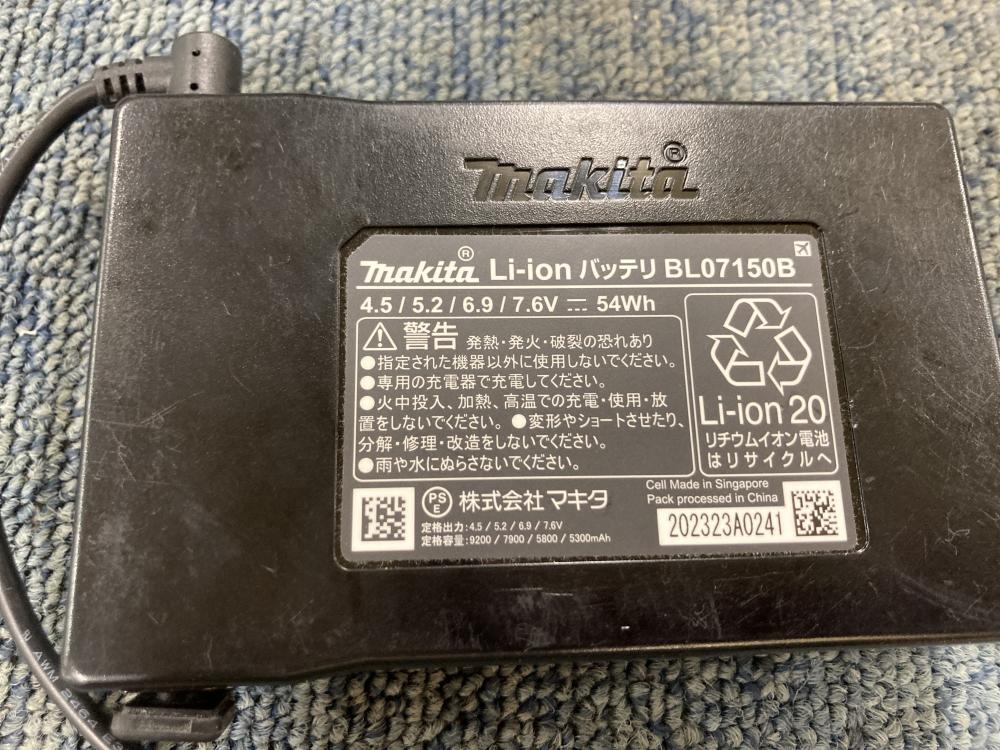 makita®
makita® Li-ion バッテリ BL07150B
4.5 / 5.2 / 6.9 / 7.6V ⎓ 54Wh
警告 発熱・発火・破裂の恐れあり
●指定された機器以外に使用しないでください。
●専用の充電器で充電してください。
●火中投入、加熱、高温での充電・使用・放
置をしないでください。●変形やショートさせたり、
分解・修理・改造をしないでください。
●雨や水にぬらさないでください。
Li-ion 20
リチウムイオン電池
はリサイクルへ
PS
E
株式会社マキタ
定格出力:4.5 / 5.2 / 6.9 / 7.6V
定格容量:9200 / 7900 / 5800 / 5300mAh
Cell Made in Singapore
Pack processed in China
202323A0241
AWM 2464